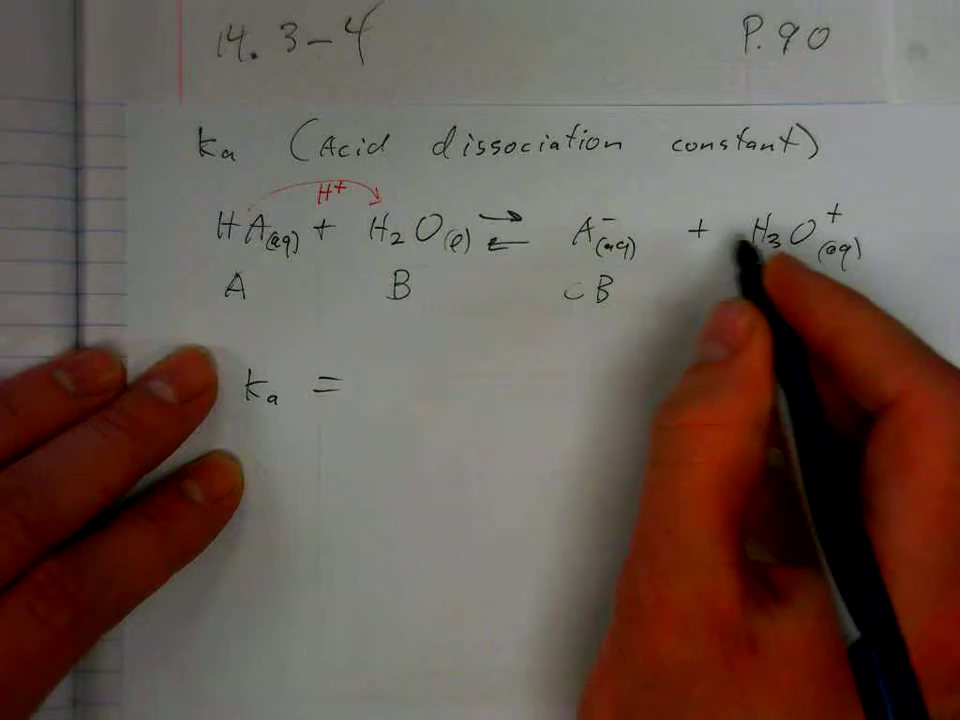 14. 3-4 P. 90
Ka (Acid dissociation constant)
H+
HA(aq) + H2O(l) ⇌ A-(aq) + H3O+(aq)
A B CB
Ka =